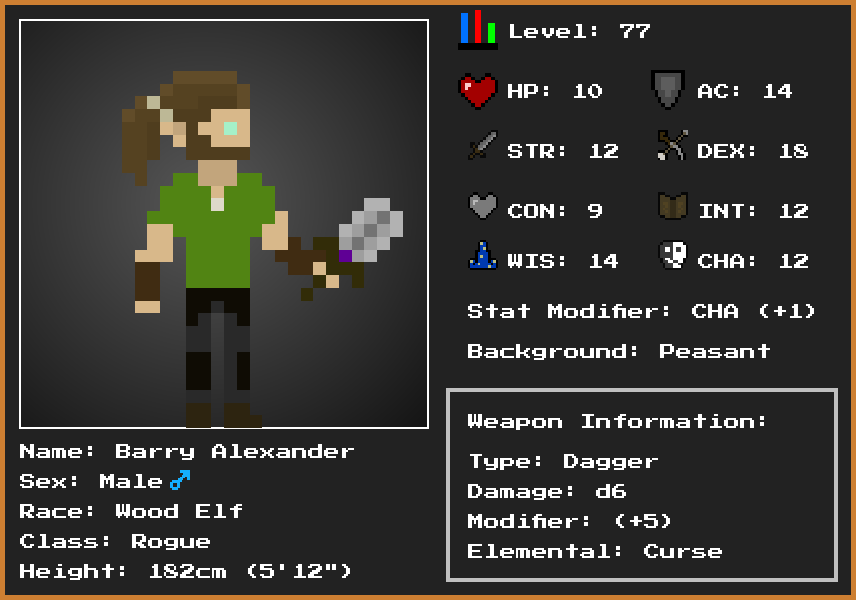 Level: 77
HP: 10 AC: 14
STR: 12 DEX: 18
CON: 9 INT: 12
WIS: 14 CHA: 12
Stat Modifier: CHA (+1)
Background: Peasant
Weapon Information:
Type: Dagger
Damage: d6
Modifier: (+5)
Elemental: Curse
Name: Barry Alexander
Sex: Male♂
Race: Wood Elf
Class: Rogue
Height: 182cm (5'12")